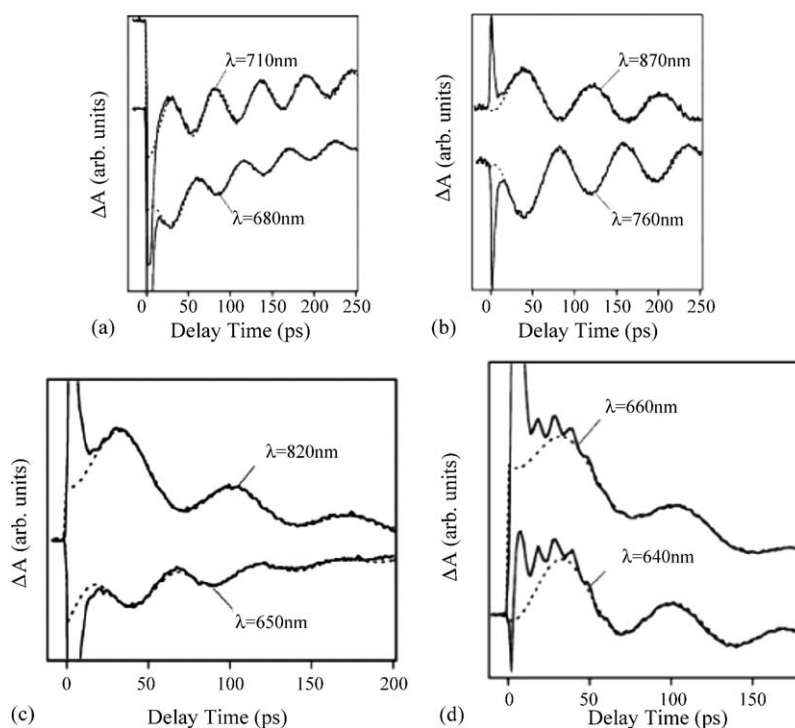 ΔA (arb. units)
λ=710nm
λ=680nm
0 50 100 150 200 250
(a) Delay Time (ps)
ΔA (arb. units)
λ=870nm
λ=760nm
0 50 100 150 200 250
(b) Delay Time (ps)
ΔA (arb. units)
λ=820nm
λ=650nm
0 50 100 150 200
(c) Delay Time (ps)
ΔA (arb. units)
λ=660nm
λ=640nm
0 50 100 150
(d) Delay Time (ps)